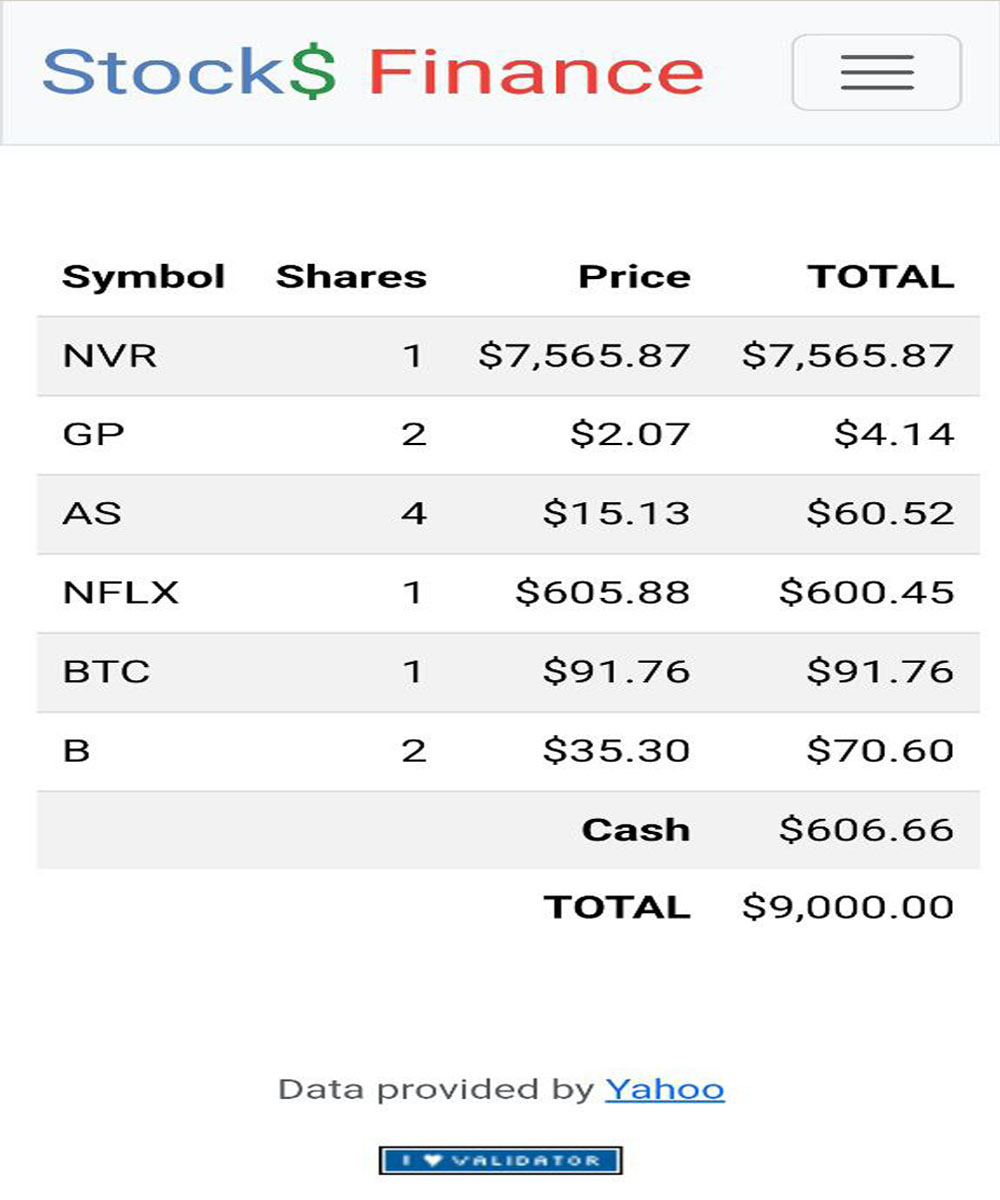 Stock$ Finance
Symbol Shares Price TOTAL
NVR 1 $7,565.87 $7,565.87
GP 2 $2.07 $4.14
AS 4 $15.13 $60.52
NFLX 1 $605.88 $600.45
BTC 1 $91.76 $91.76
B 2 $35.30 $70.60
Cash $606.66
TOTAL $9,000.00
Data provided by Yahoo
I ♥ VALIDATOR